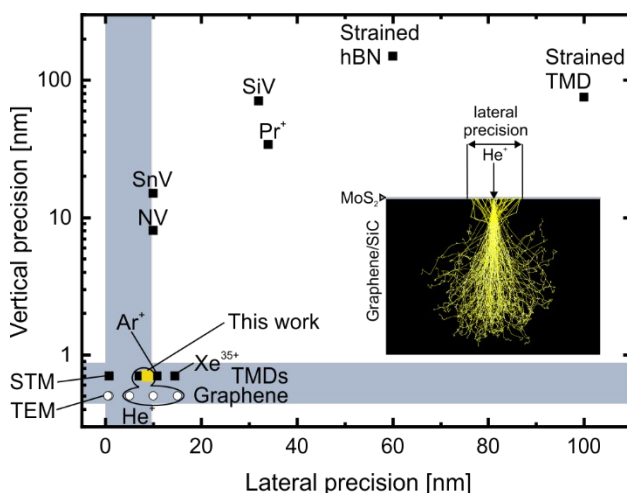 Strained
hBN
Strained
TMD
SiV
Pr⁺
lateral
precision
He⁺
SnV
NV
MoS₂
Graphene/SiC
Vertical precision [nm]
100
10
1
Ar⁺
This work
Xe³⁵⁺
STM
TMDs
TEM
Graphene
He⁺
0
20
40
60
80
100
Lateral precision [nm]